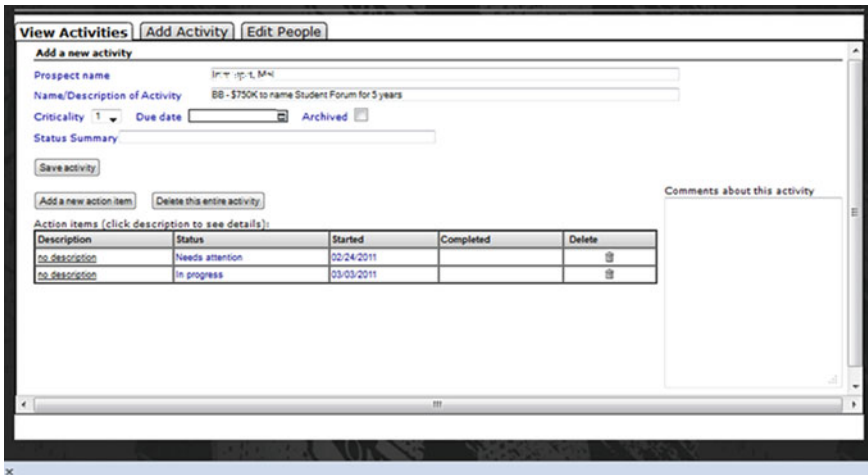 View Activities Add Activity Edit People
Add a new activity
Prospect name
Name/Description of Activity BB - $750K to name Student Forum for 5 years
Criticality 1 Due date Archived
Status Summary
Save activity
Add a new action item Delete this entire activity Comments about this activity
Action items (click description to see details):
Description Status Started Completed Delete
no description Needs attention 02/24/2011
no description In progress 03/03/2011